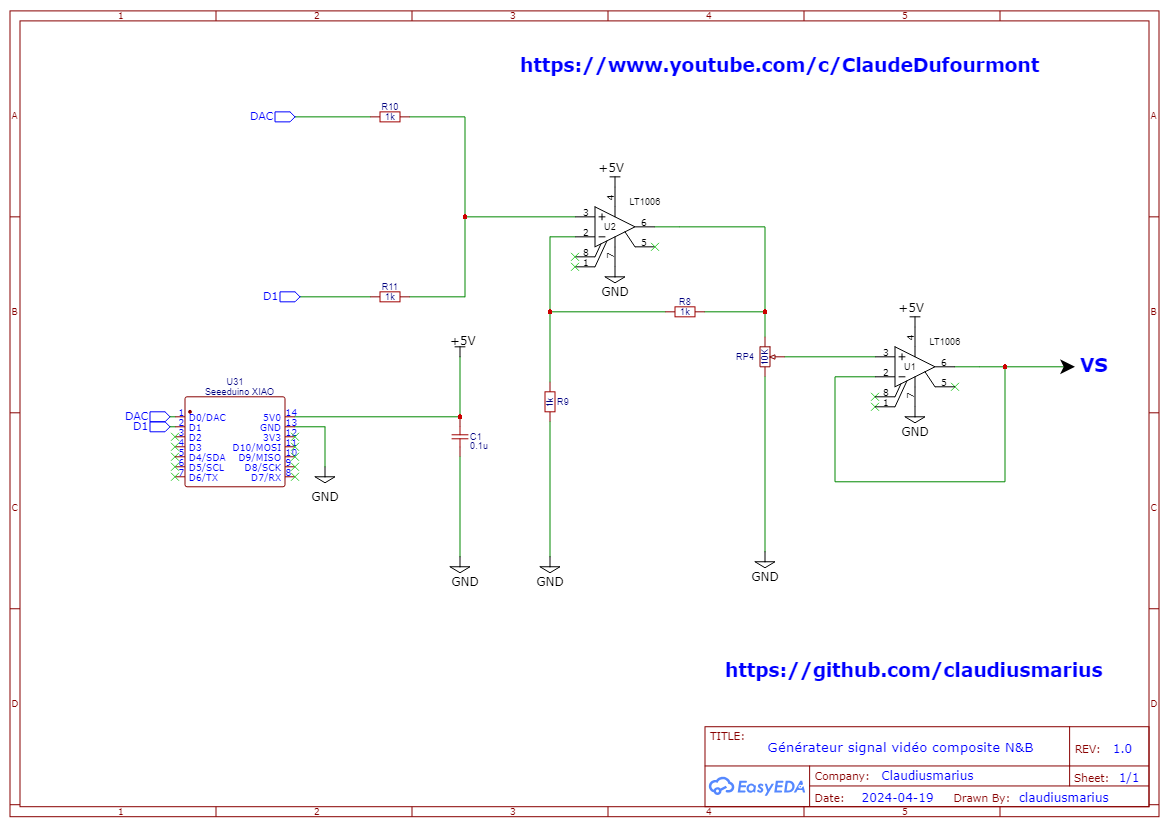 1 2 3 4 5
https://www.youtube.com/c/ClaudeDufourmont
A
A
DAC
R10
1k
+5V
4
LT1006
3
+
U2
6
2
−
5
8
1
7
GND
D1
R11
1k
B
B
R8
1k
+5V
4
LT1006
3
+
U1
6
2
−
5
8
1
7
GND
VS
RP4
10K
+5V
U31
Seeeduino XIAO
DAC 1 D0/DAC 5V0 14
D1 2 D1 GND 13
3 D2 3V3 12
4 D3 D10/MOSI 11
5 D4/SDA D9/MISO 10
6 D5/SCL D8/SCK 9
7 D6/TX D7/RX 8
GND
R9
1k
C1
0.1u
C
C
GND
GND
GND
https://github.com/claudiusmarius
D
D
TITLE:
Générateur signal vidéo composite N&B
REV: 1.0
EasyEDA
Company: Claudiusmarius
Sheet: 1/1
Date: 2024-04-19 Drawn By: claudiusmarius
1 2 3 4 5